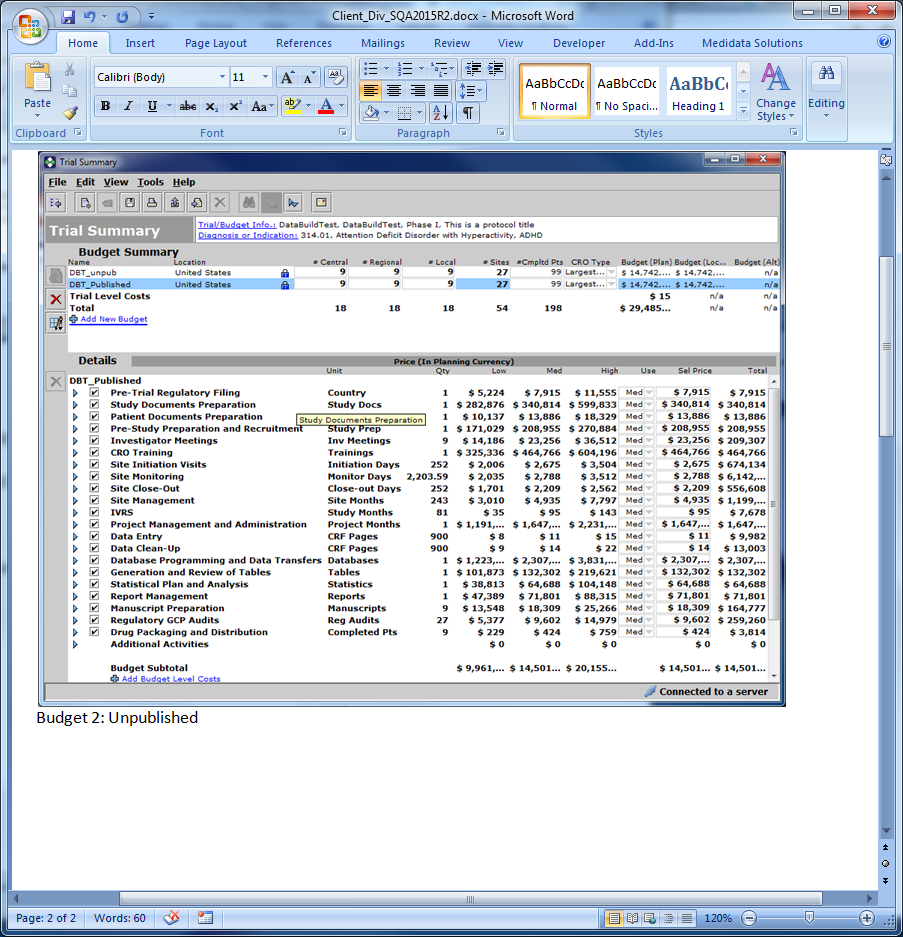 Client_Div_SQA2015R2.docx - Microsoft Word
Home Insert Page Layout References Mailings Review View Developer Add-Ins Medidata Solutions
Paste
Clipboard
Calibri (Body) 11
Font
Paragraph
AaBbCcDc AaBbCcDc AaBbC
¶ Normal ¶ No Spaci... Heading 1
Change Styles
Styles
Editing
Trial Summary
File Edit View Tools Help
Trial Summary
Trial/Budget Info.: DataBuildTest, DataBuildTest, Phase I, This is a protocol title
Diagnosis or Indication: 314.01, Attention Deficit Disorder with Hyperactivity, ADHD
Budget Summary
Name Location # Central # Regional # Local # Sites #Cmpltd Pts CRO Type Budget (Plan) Budget (Loc... Budget (Alt)
DBT_unpub United States 9 9 9 27 99 Largest... $ 14,742,... $ 14,742,... n/a
DBT_Published United States 9 9 9 27 99 Largest... $ 14,742,... $ 14,742,... n/a
Trial Level Costs $ 15 n/a n/a
Total 18 18 18 54 198 $ 29,485... n/a n/a
Add New Budget
Details Price (In Planning Currency)
Unit Qty Low Med High Use Sel Price Total
DBT_Published
Pre-Trial Regulatory Filing Country 1 $ 5,224 $ 7,915 $ 11,555 Med $ 7,915 $ 7,915
Study Documents Preparation Study Docs 1 $ 282,876 $ 340,814 $ 599,833 Med $ 340,814 $ 340,814
Patient Documents Preparation 1 $ 10,137 $ 13,886 $ 18,329 Med $ 13,886 $ 13,886
Study Documents Preparation
Pre-Study Preparation and Recruitment Study Prep 1 $ 171,029 $ 208,955 $ 270,884 Med $ 208,955 $ 208,955
Investigator Meetings Inv Meetings 9 $ 14,186 $ 23,256 $ 36,512 Med $ 23,256 $ 209,307
CRO Training Trainings 1 $ 325,336 $ 464,766 $ 604,196 Med $ 464,766 $ 464,766
Site Initiation Visits Initiation Days 252 $ 2,006 $ 2,675 $ 3,504 Med $ 2,675 $ 674,134
Site Monitoring Monitor Days 2,203.59 $ 2,035 $ 2,788 $ 3,512 Med $ 2,788 $ 6,142,...
Site Close-Out Close-out Days 252 $ 1,701 $ 2,209 $ 2,562 Med $ 2,209 $ 556,608
Site Management Site Months 243 $ 3,010 $ 4,935 $ 7,797 Med $ 4,935 $ 1,199,...
IVRS Study Months 81 $ 35 $ 95 $ 143 Med $ 95 $ 7,678
Project Management and Administration Project Months 1 $ 1,191,... $ 1,647,... $ 2,231,... Med $ 1,647,... $ 1,647,...
Data Entry CRF Pages 900 $ 8 $ 11 $ 15 Med $ 11 $ 9,982
Data Clean-Up CRF Pages 900 $ 9 $ 14 $ 22 Med $ 14 $ 13,003
Database Programming and Data Transfers Databases 1 $ 1,223,... $ 2,307,... $ 3,831,... Med $ 2,307,... $ 2,307,...
Generation and Review of Tables Tables 1 $ 101,873 $ 132,302 $ 219,621 Med $ 132,302 $ 132,302
Statistical Plan and Analysis Statistics 1 $ 38,813 $ 64,688 $ 104,148 Med $ 64,688 $ 64,688
Report Management Reports 1 $ 47,389 $ 71,801 $ 88,315 Med $ 71,801 $ 71,801
Manuscript Preparation Manuscripts 9 $ 13,548 $ 18,309 $ 25,266 Med $ 18,309 $ 164,777
Regulatory GCP Audits Reg Audits 27 $ 5,377 $ 9,602 $ 14,979 Med $ 9,602 $ 259,260
Drug Packaging and Distribution Completed Pts 9 $ 229 $ 424 $ 759 Med $ 424 $ 3,814
Additional Activities $ 0 $ 0 $ 0 $ 0 $ 0
Budget Subtotal $ 9,961,... $ 14,501... $ 20,155... $ 14,501... $ 14,501...
Add Budget Level Costs
Connected to a server
Budget 2: Unpublished
Page: 2 of 2 Words: 60 120%